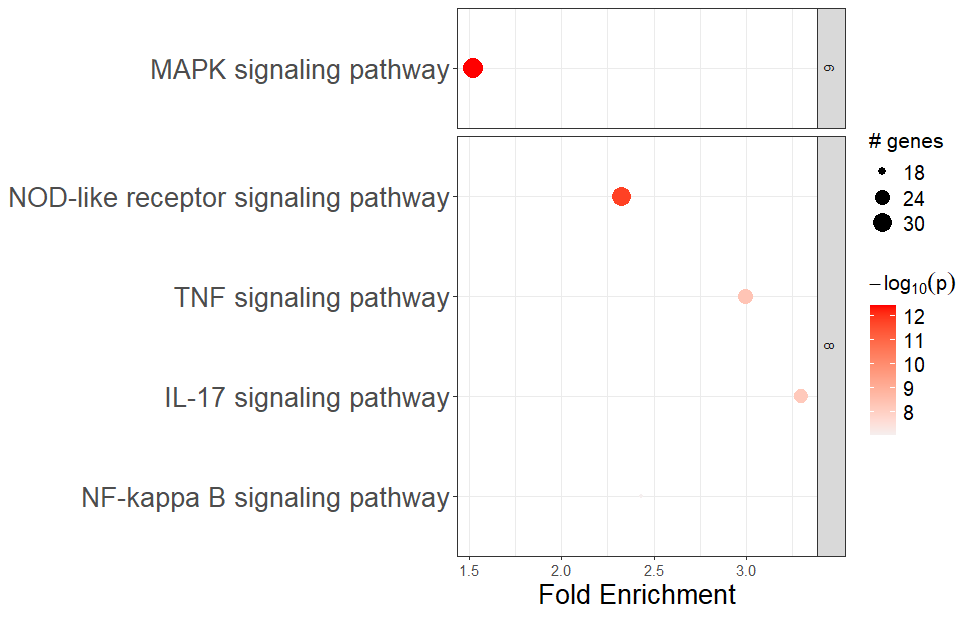 MAPK signaling pathway
6
NOD-like receptor signaling pathway
TNF signaling pathway
IL-17 signaling pathway
NF-kappa B signaling pathway
8
1.5 2.0 2.5 3.0
Fold Enrichment
# genes
18
24
30
−log₁₀(p)
12
11
10
9
8